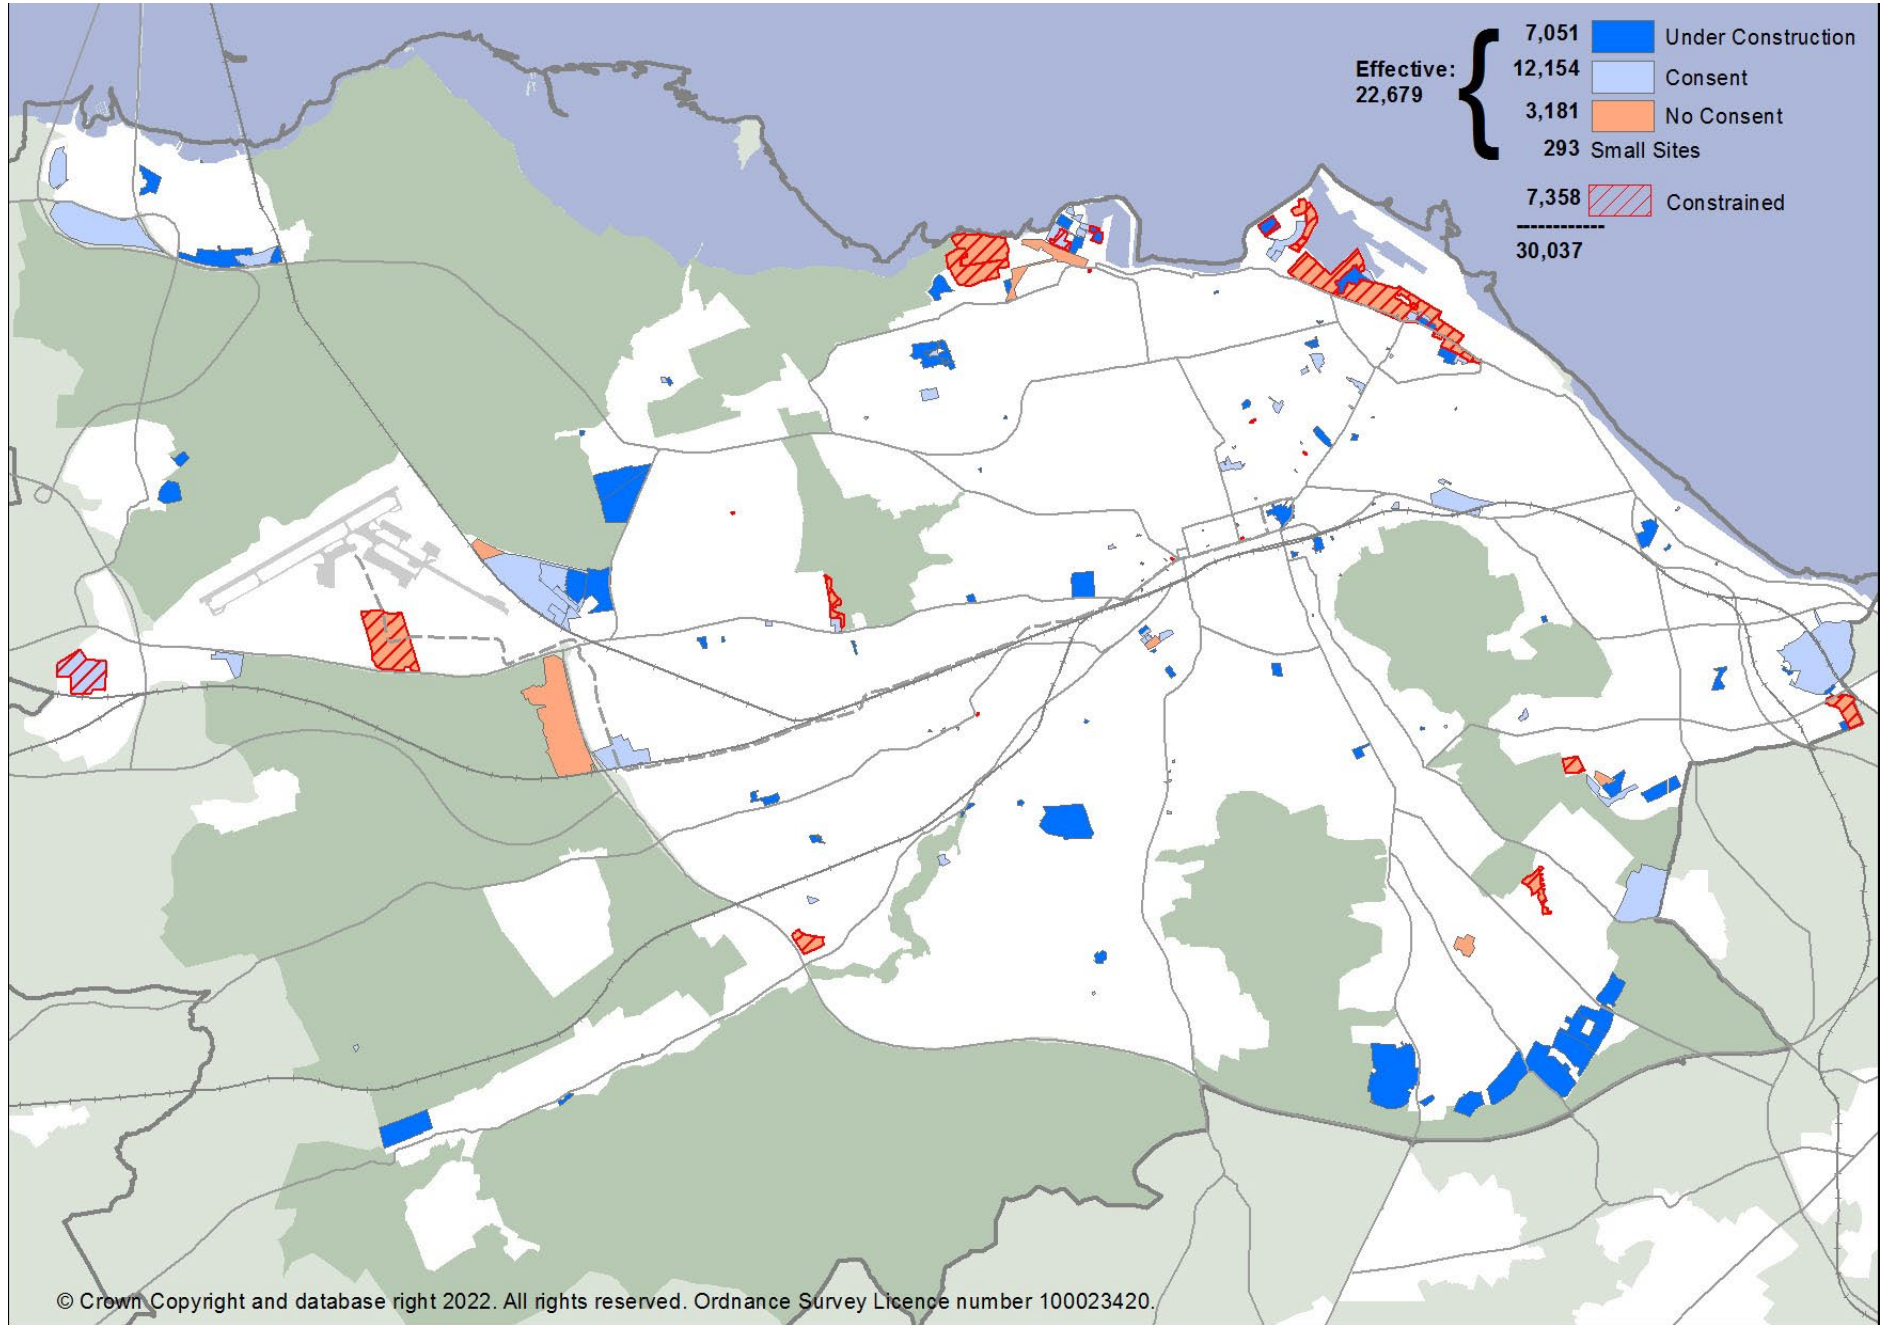 7,051 Under Construction
Effective:
22,679
12,154 Consent
3,181 No Consent
293 Small Sites
7,358 Constrained
------------
30,037
© Crown Copyright and database right 2022. All rights reserved. Ordnance Survey Licence number 100023420.